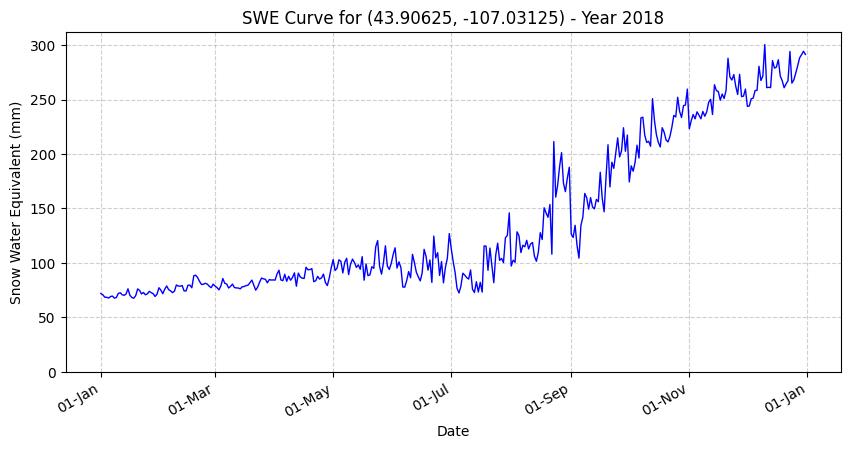 SWE Curve for (43.90625, -107.03125) - Year 2018
Snow Water Equivalent (mm)
300
250
200
150
100
50
0
01-Jan
01-Mar
01-May
01-Jul
01-Sep
01-Nov
01-Jan
Date